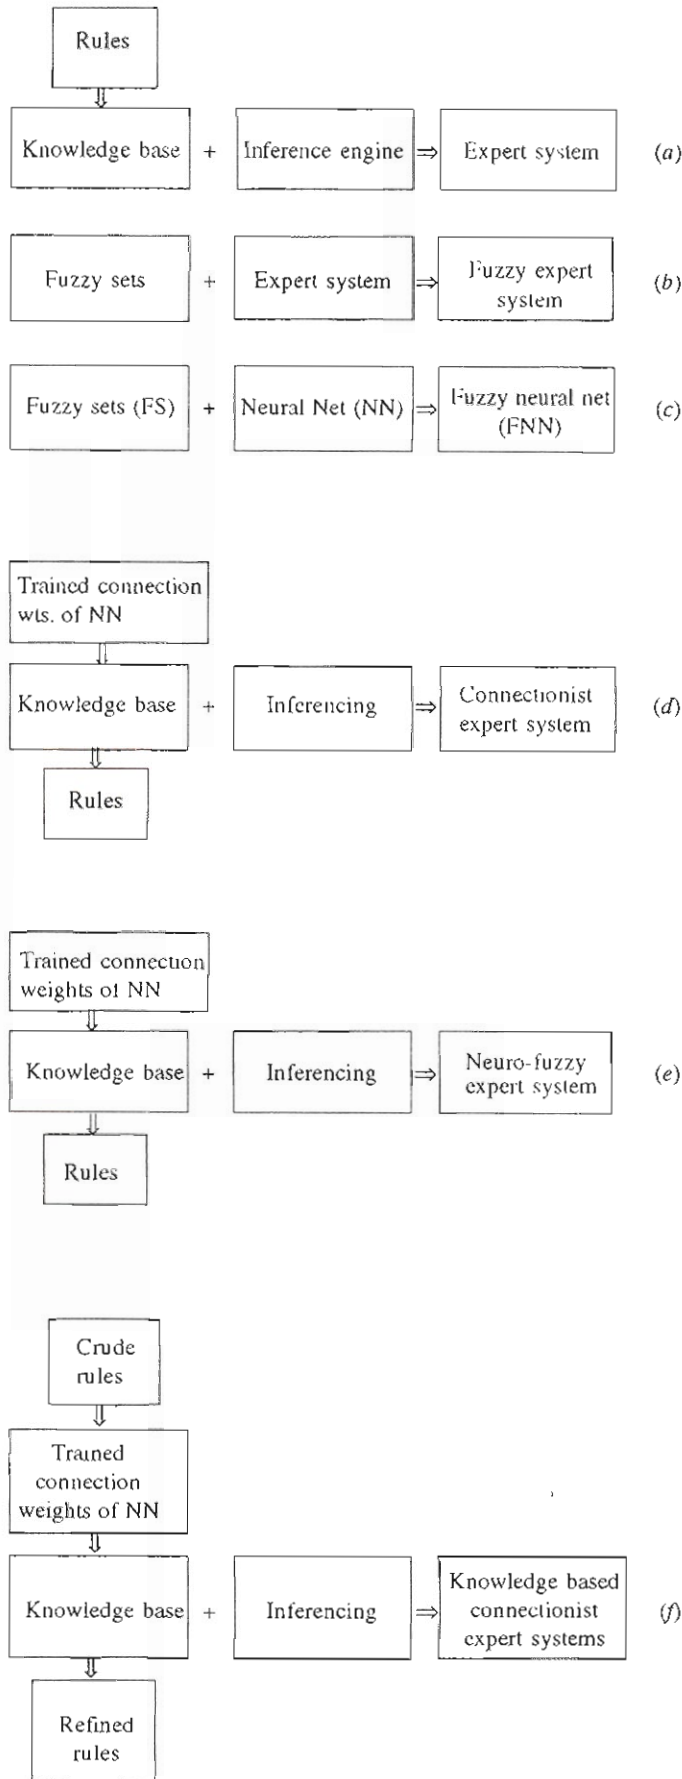 Rules
Knowledge base + Inference engine ⇒ Expert system (a)
Fuzzy sets + Expert system ⇒ Fuzzy expert
system (b)
Fuzzy sets (FS) + Neural Net (NN) ⇒ Fuzzy neural net
(FNN) (c)
Trained connection
wts. of NN
Knowledge base + Inferencing ⇒ Connectionist
expert system (d)
Rules
Trained connection
weights of NN
Knowledge base + Inferencing ⇒ Neuro-fuzzy
expert system (e)
Rules
Crude
rules
Trained
connection
weights of NN
Knowledge base + Inferencing ⇒ Knowledge based
connectionist
expert systems (f)
Refined
rules